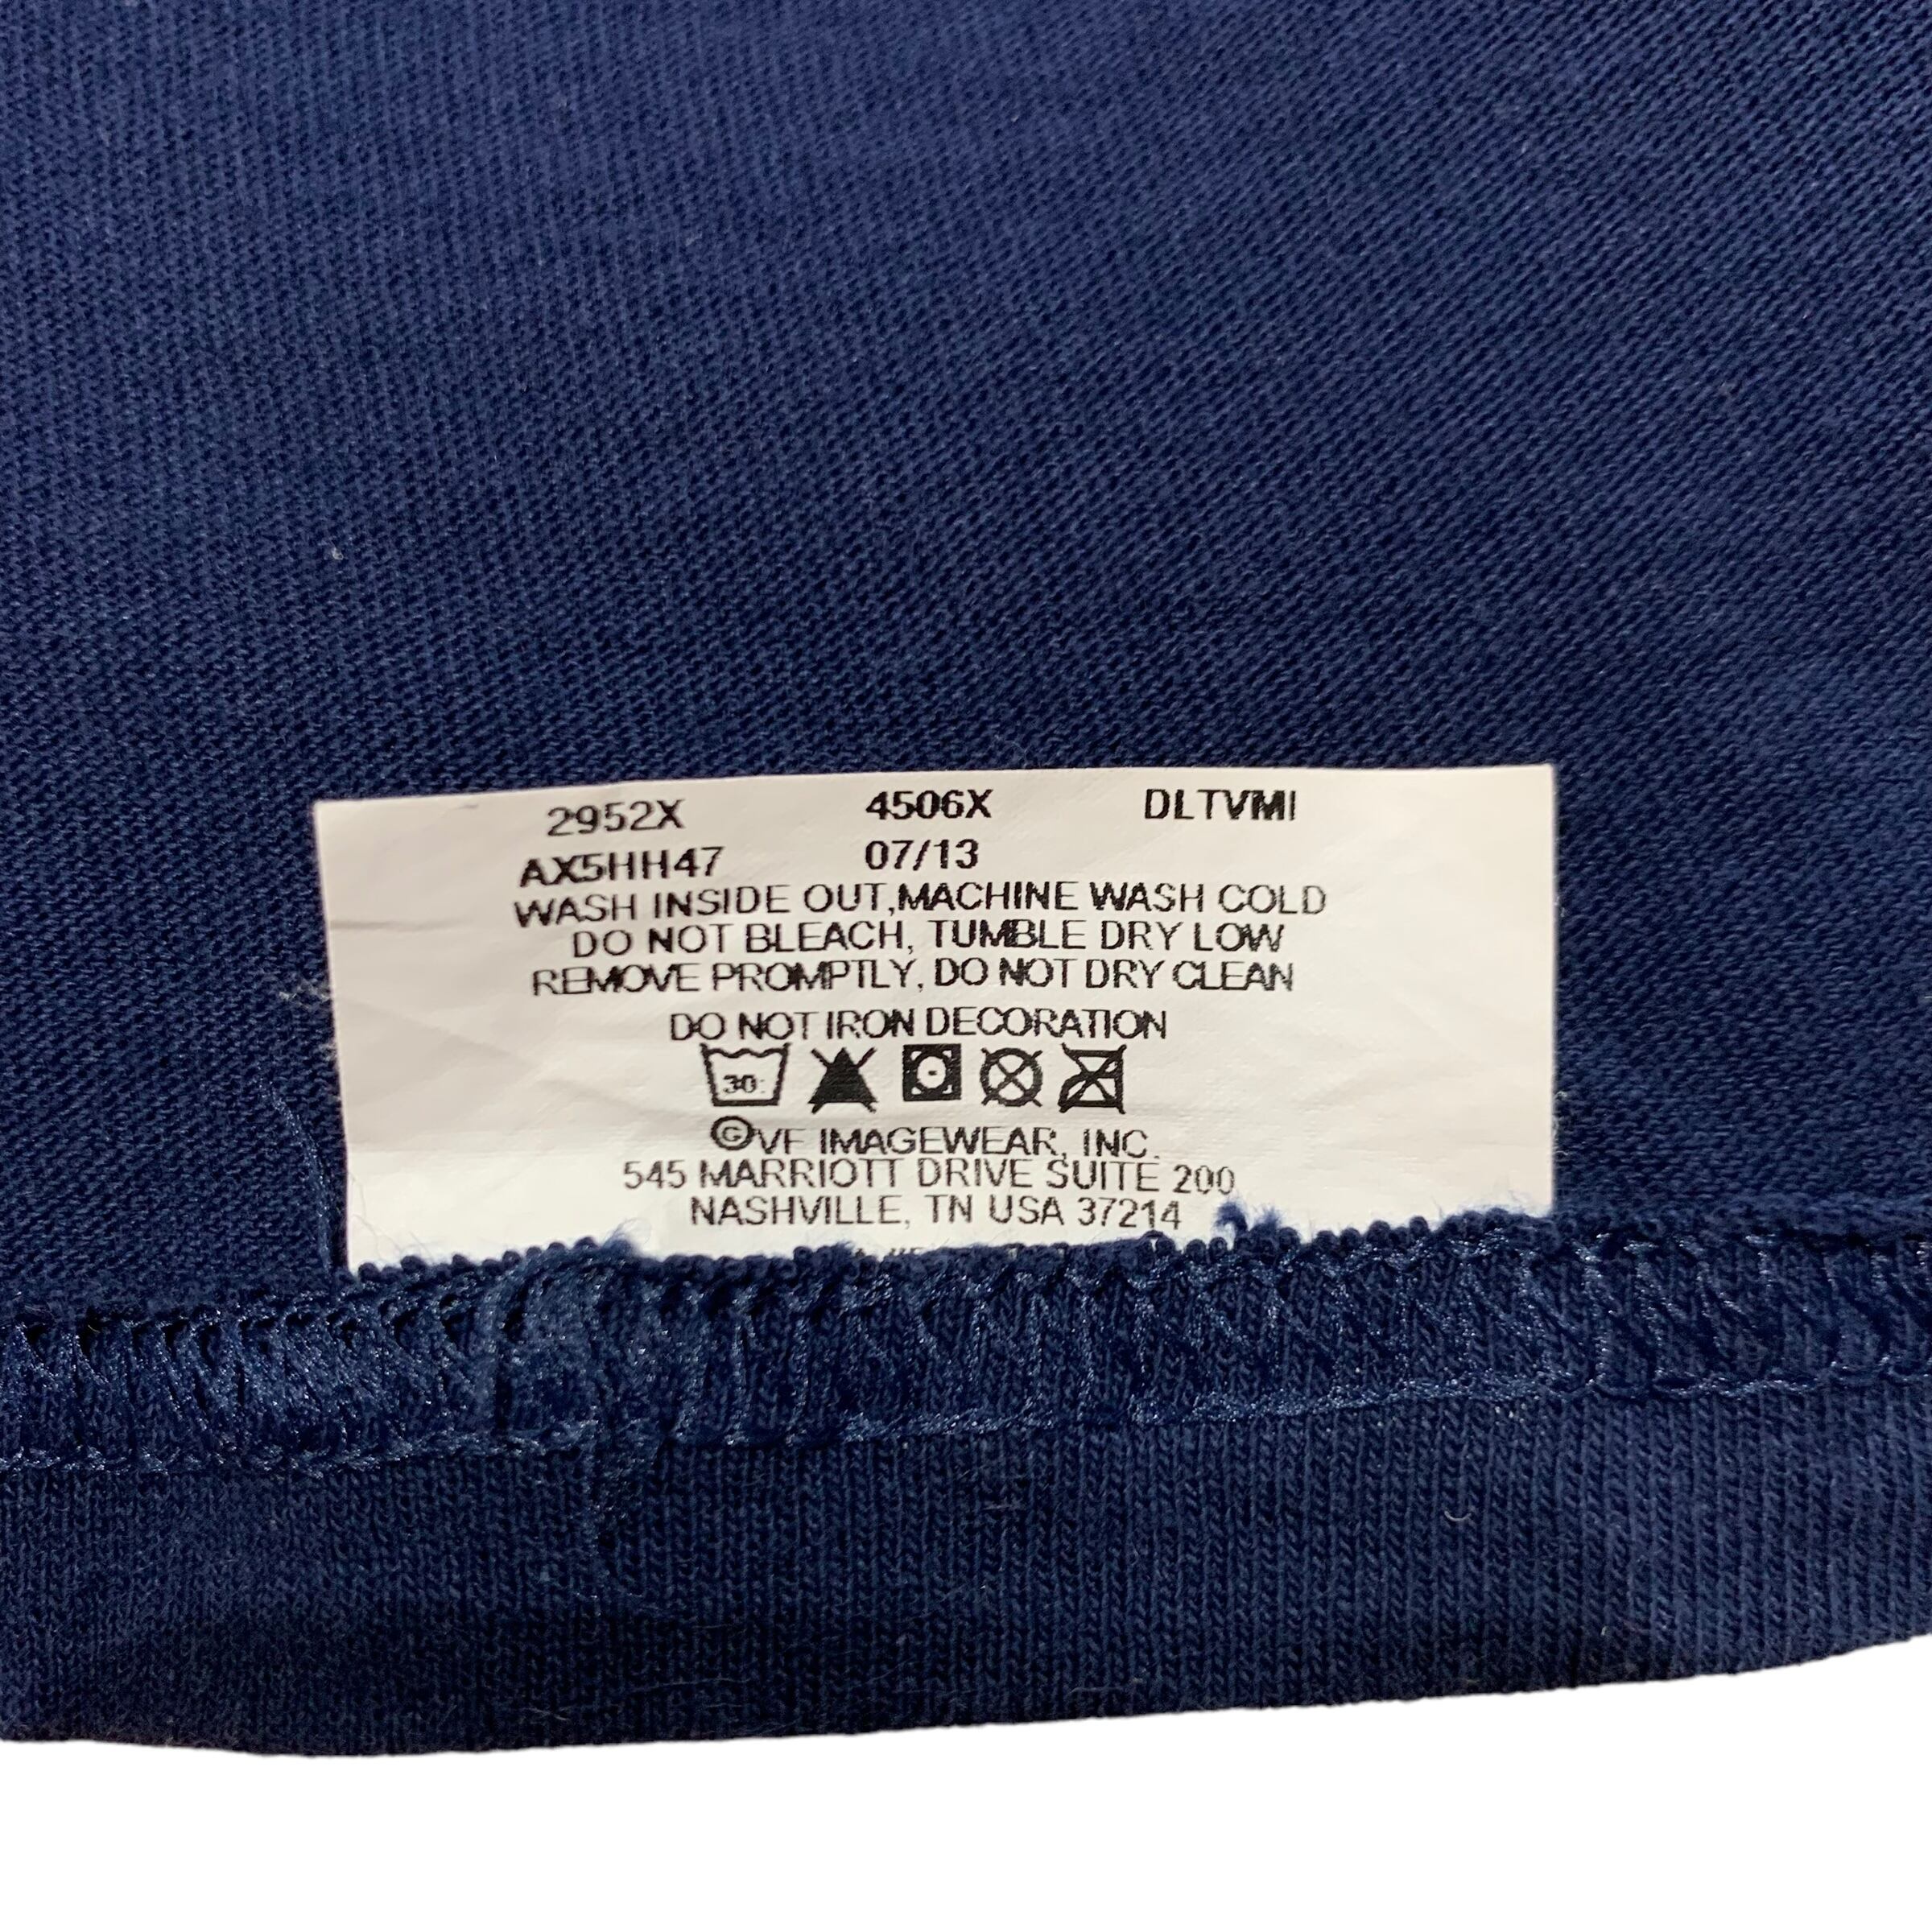 2952X 4506X DLTVMI
AX5HH47 07/13
WASH INSIDE OUT,MACHINE WASH COLD
DO NOT BLEACH, TUMBLE DRY LOW
REMOVE PROMPTLY, DO NOT DRY CLEAN
DO NOT IRON DECORATION
30
©VF IMAGEWEAR, INC.
545 MARRIOTT DRIVE SUITE 200
NASHVILLE, TN USA 37214